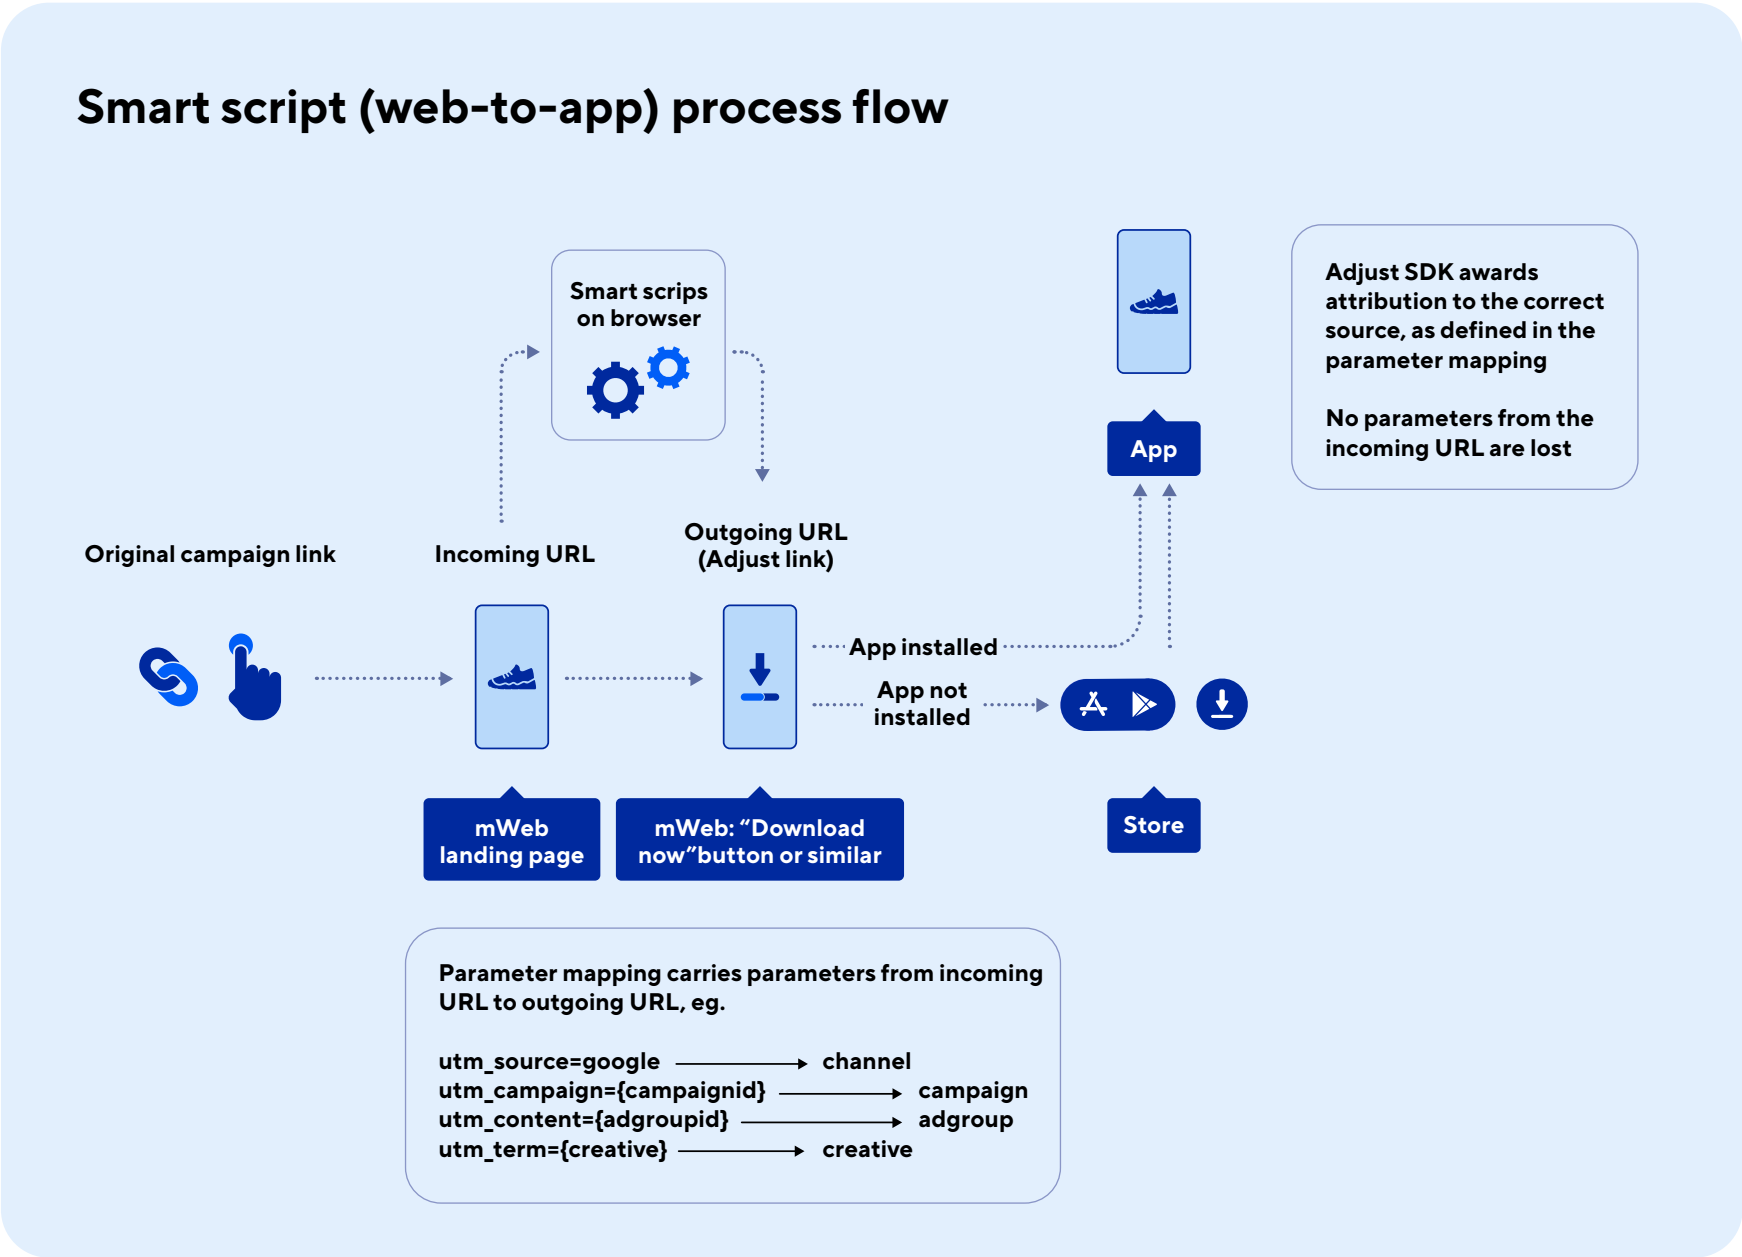 Smart script (web-to-app) process flow
Smart scrips
on browser
Adjust SDK awards
attribution to the correct
source, as defined in the
parameter mapping
No parameters from the
incoming URL are lost
App
Original campaign link
Incoming URL
Outgoing URL
(Adjust link)
App installed
App not
installed
mWeb
landing page
mWeb: “Download
now”button or similar
Store
Parameter mapping carries parameters from incoming
URL to outgoing URL, eg.
utm_source=google channel
utm_campaign={campaignid} campaign
utm_content={adgroupid} adgroup
utm_term={creative} creative